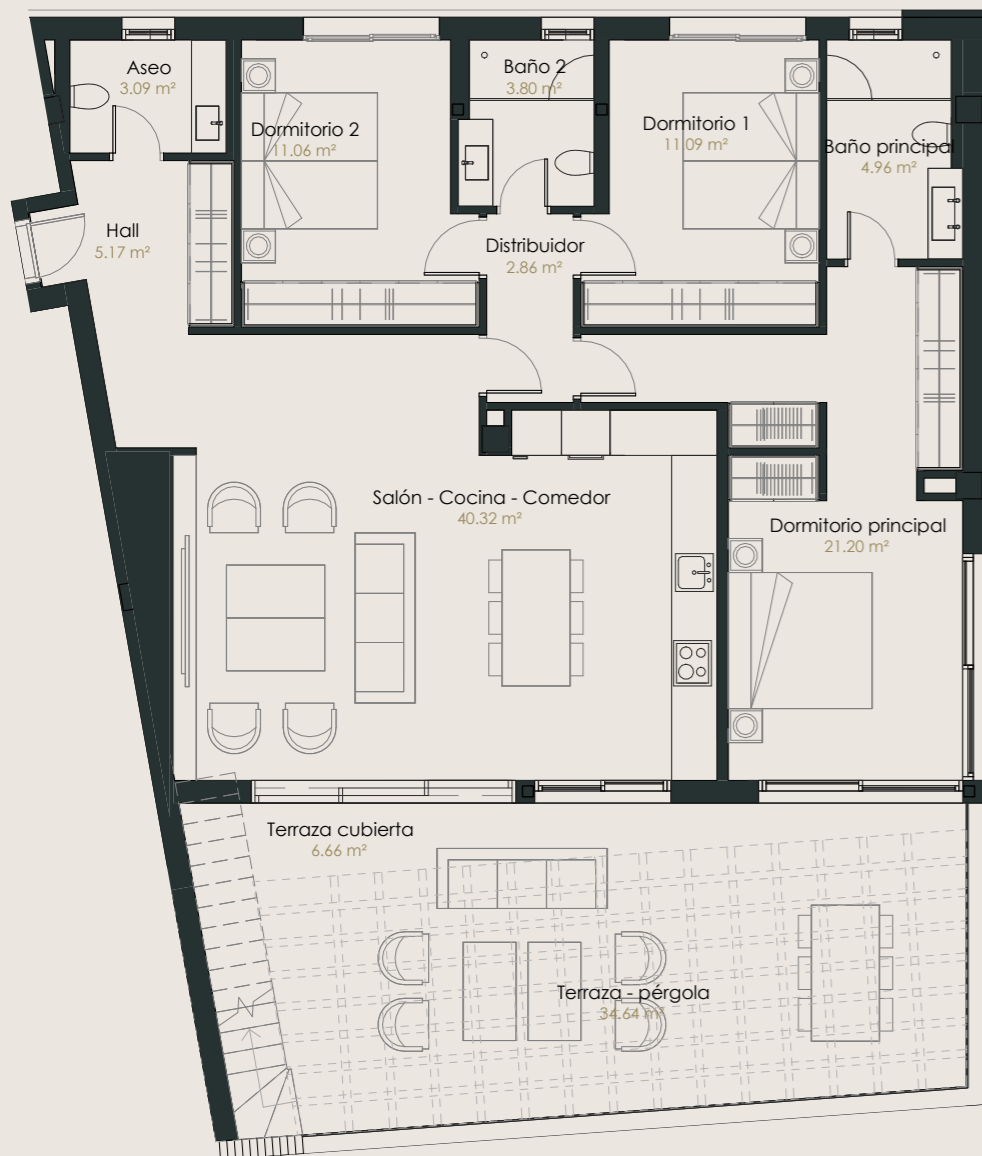 Aseo
3.09 m²
Baño 2
3.80 m²
Dormitorio 2
11.06 m²
Dormitorio 1
11.09 m²
Baño principal
4.96 m²
Hall
5.17 m²
Distribuidor
2.86 m²
Salón - Cocina - Comedor
40.32 m²
Dormitorio principal
21.20 m²
Terraza cubierta
6.66 m²
Terraza - pérgola
34.64 m²